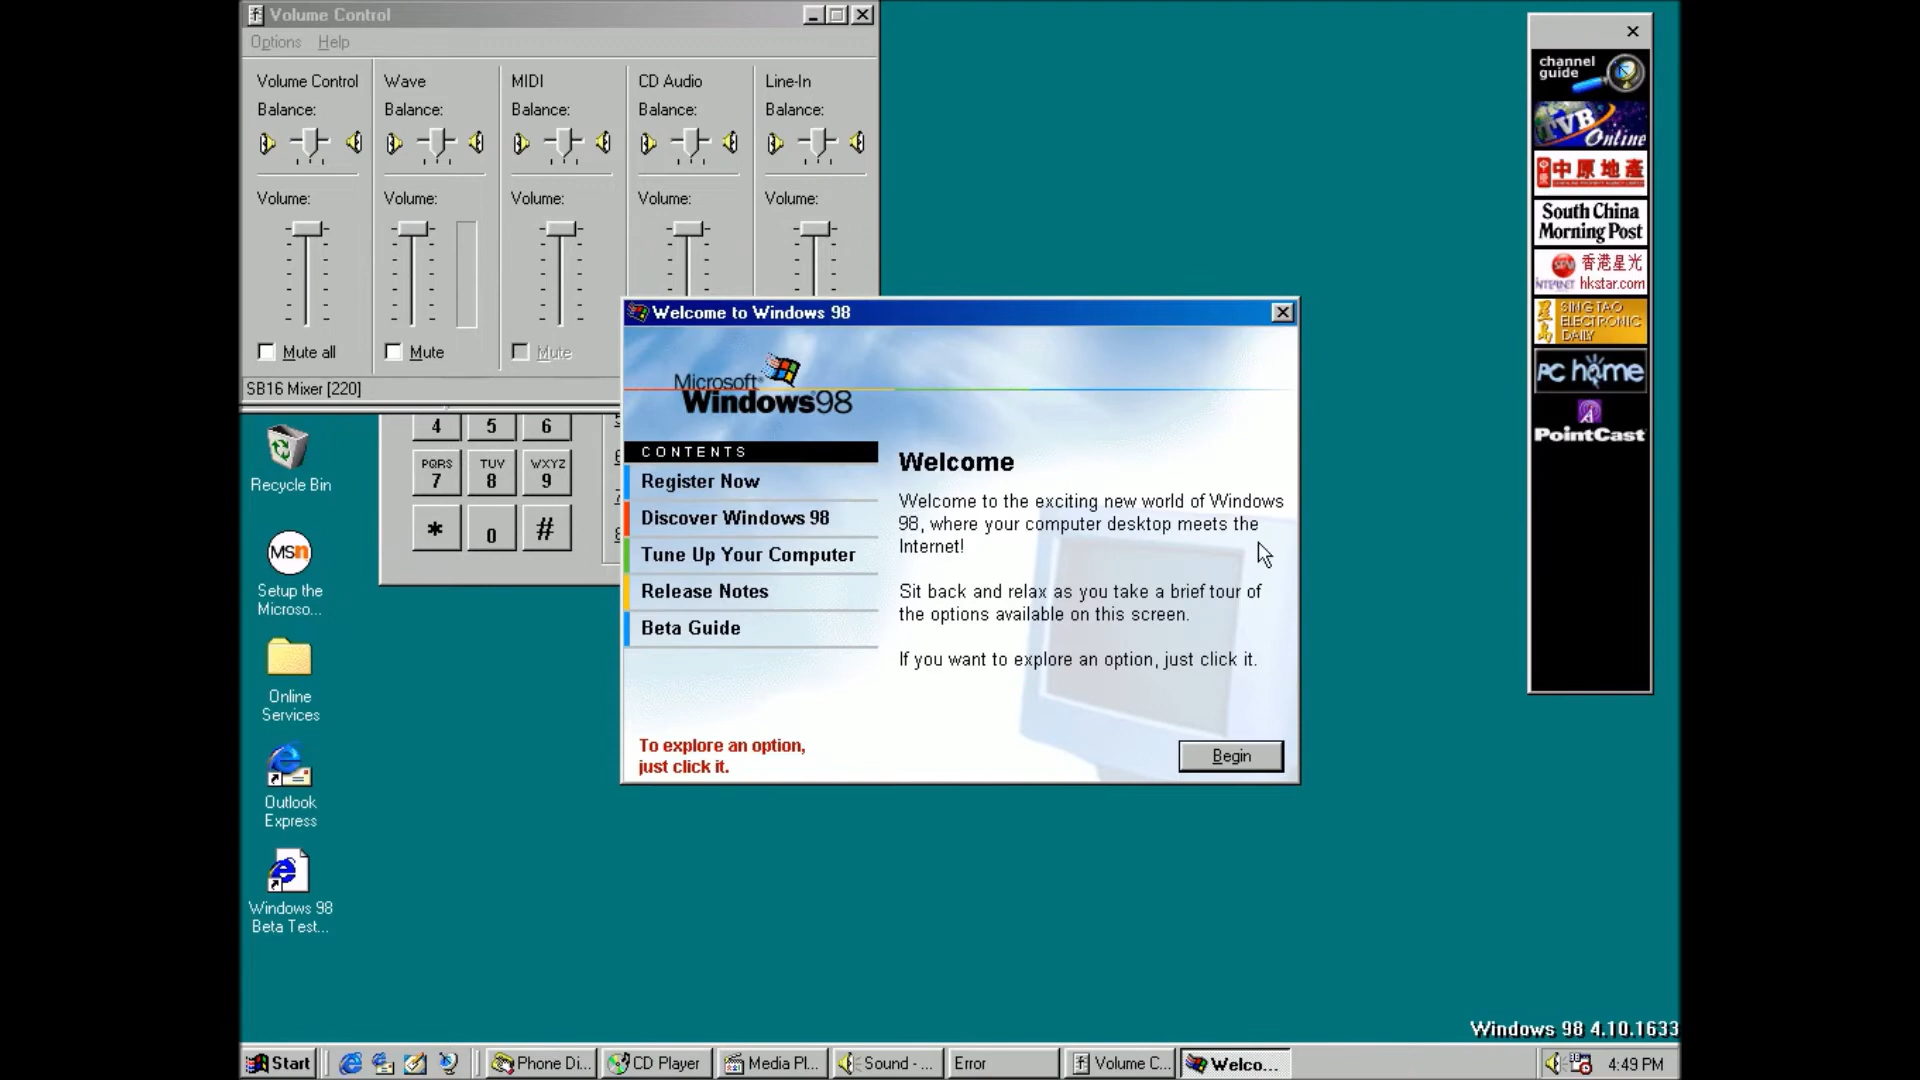 Volume Control
Options Help
Volume Control
Balance:
Volume:
Mute all
Wave
Balance:
Volume:
Mute
MIDI
Balance:
Volume:
Mute
CD Audio
Balance:
Volume:
Line-In
Balance:
Volume:
SB16 Mixer [220]
4 5 6
PQRS TUV WXYZ
7 8 9
* 0 #
Recycle Bin
MSN
Setup the
Microso...
Online
Services
Outlook
Express
Windows 98
Beta Test...
Welcome to Windows 98
Microsoft
Windows98
CONTENTS
Register Now
Discover Windows 98
Tune Up Your Computer
Release Notes
Beta Guide
To explore an option,
just click it.
Welcome
Welcome to the exciting new world of Windows
98, where your computer desktop meets the
Internet!
Sit back and relax as you take a brief tour of
the options available on this screen.
If you want to explore an option, just click it.
Begin
channel
guide
TVB
Online
中原地產
South China
Morning Post
香港星光
hkstar.com
星島
SING TAO
ELECTRONIC
DAILY
PC home
PointCast
Windows 98 4.10.1633
Start
Phone Di...
CD Player
Media Pl...
Sound - ...
Error
Volume C...
Welco...
4:49 PM